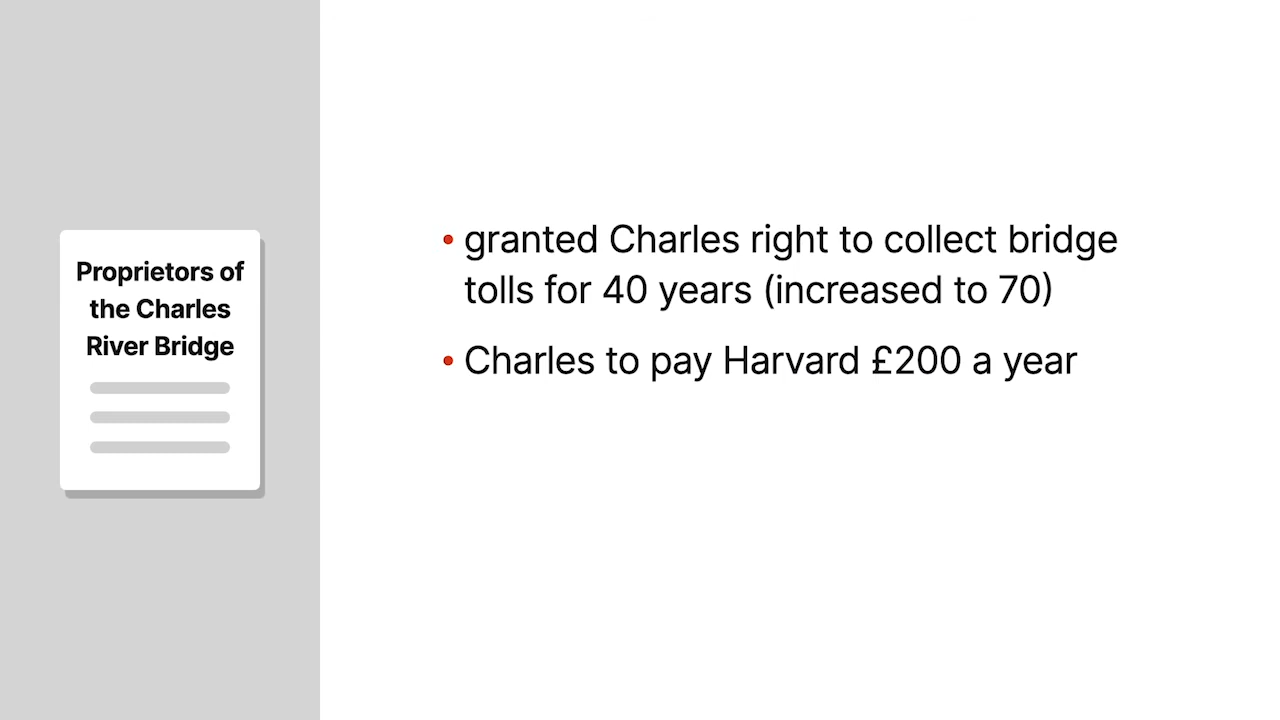 Proprietors of
the Charles
River Bridge
• granted Charles right to collect bridge
tolls for 40 years (increased to 70)
• Charles to pay Harvard £200 a year